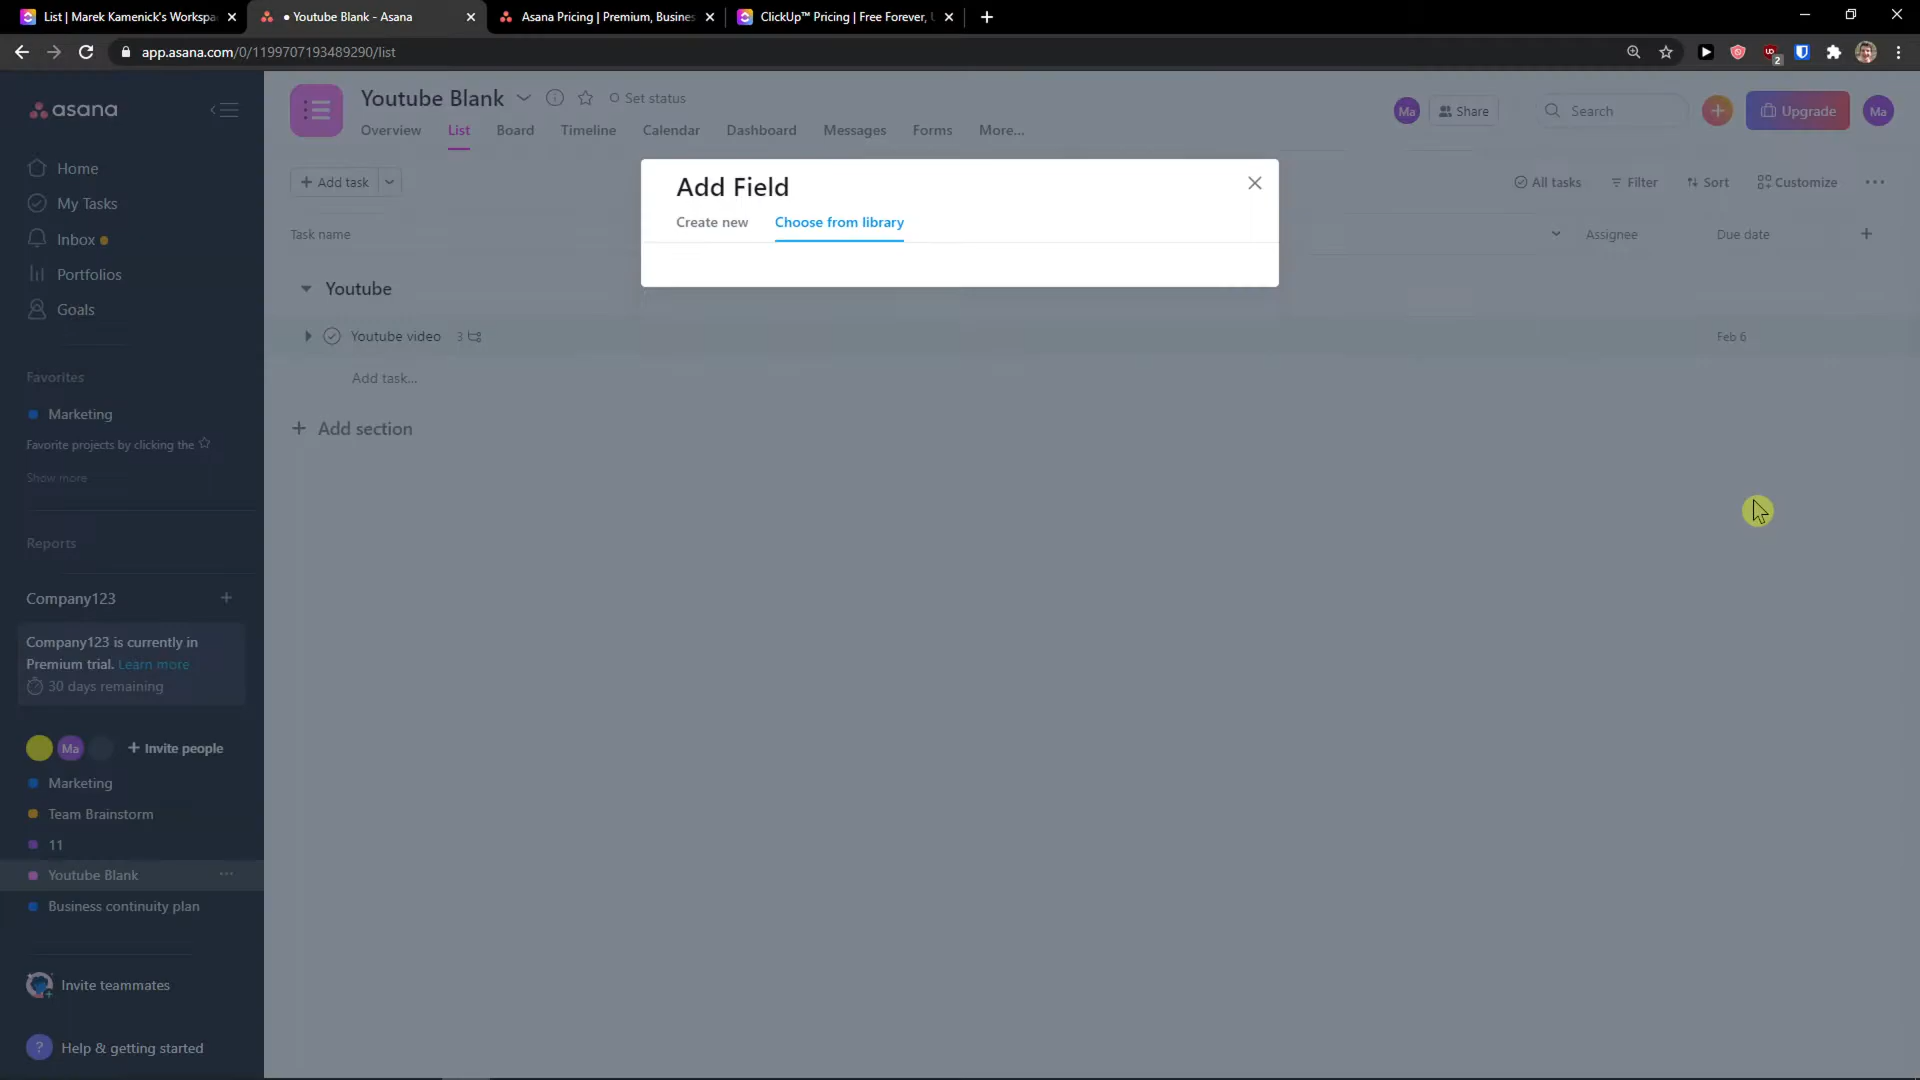 List | Marek Kamenick's Workspa
• Youtube Blank - Asana
Asana Pricing | Premium, Busines
ClickUp™ Pricing | Free Forever, U
app.asana.com/0/1199707193489290/list
UD
2
asana
Home
My Tasks
Inbox
Portfolios
Goals
Favorites
Marketing
Favorite projects by clicking the
Show more
Reports
Company123
Company123 is currently in
Premium trial. Learn more
30 days remaining
Ma
+ Invite people
Marketing
Team Brainstorm
11
Youtube Blank
...
Business continuity plan
Invite teammates
? Help & getting started
Youtube Blank
Set status
Overview
List
Board
Timeline
Calendar
Dashboard
Messages
Forms
More...
Ma
Share
Search
Upgrade
Ma
+ Add task
All tasks
Filter
Sort
Customize
Task name
Assignee
Due date
Youtube
Youtube video
3
Feb 6
Add task...
+ Add section
Add Field
Create new
Choose from library